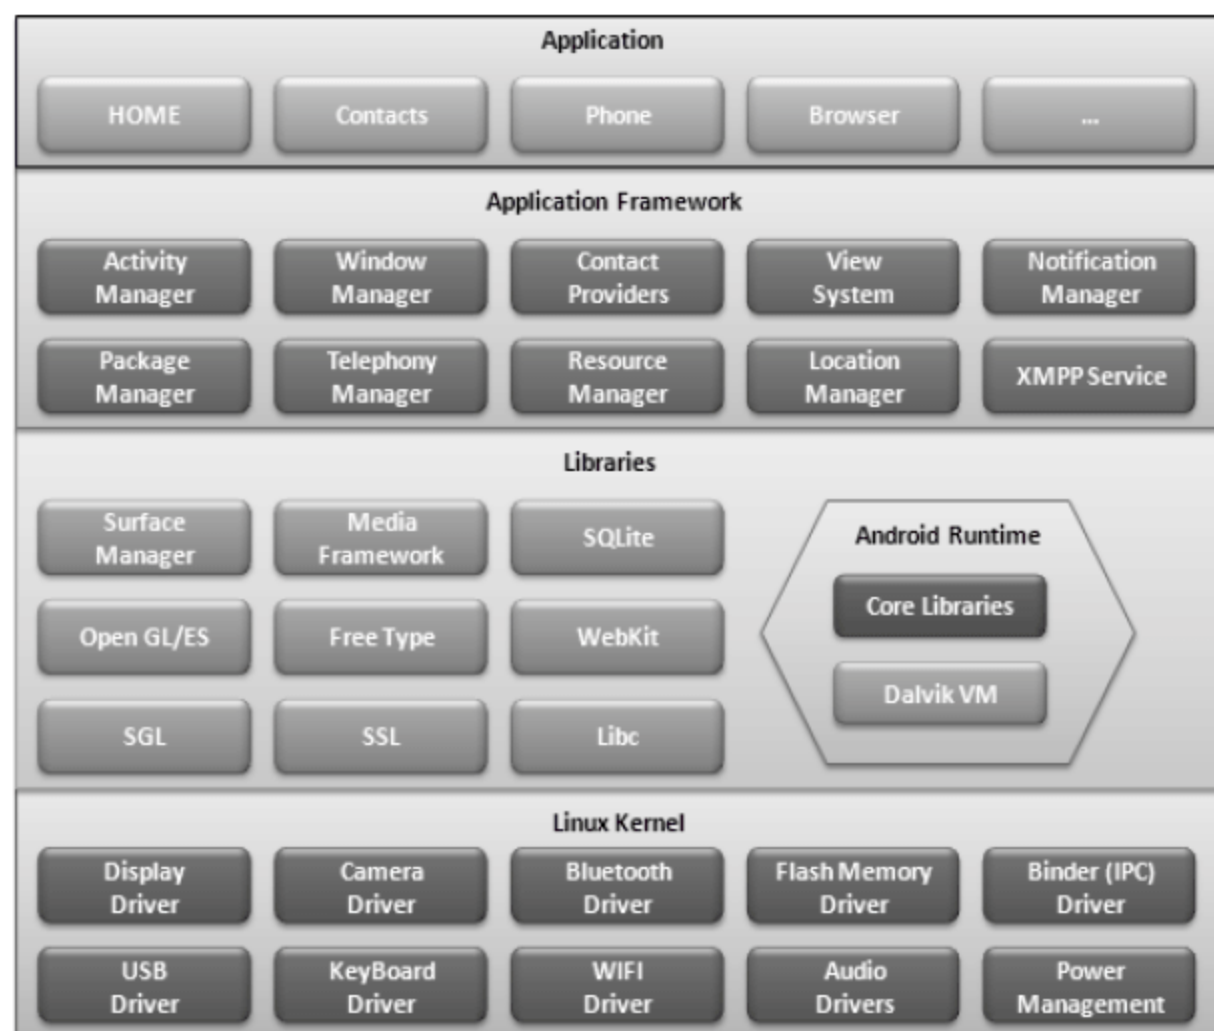 Application
HOME
Contacts
Phone
Browser
...
Application Framework
Activity
Manager
Window
Manager
Contact
Providers
View
System
Notification
Manager
Package
Manager
Telephony
Manager
Resource
Manager
Location
Manager
XMPP Service
Libraries
Surface
Manager
Media
Framework
SQLite
Open GL/ES
Free Type
WebKit
SGL
SSL
Libc
Android Runtime
Core Libraries
Dalvik VM
Linux Kernel
Display
Driver
Camera
Driver
Bluetooth
Driver
Flash Memory
Driver
Binder (IPC)
Driver
USB
Driver
KeyBoard
Driver
WIFI
Driver
Audio
Drivers
Power
Management